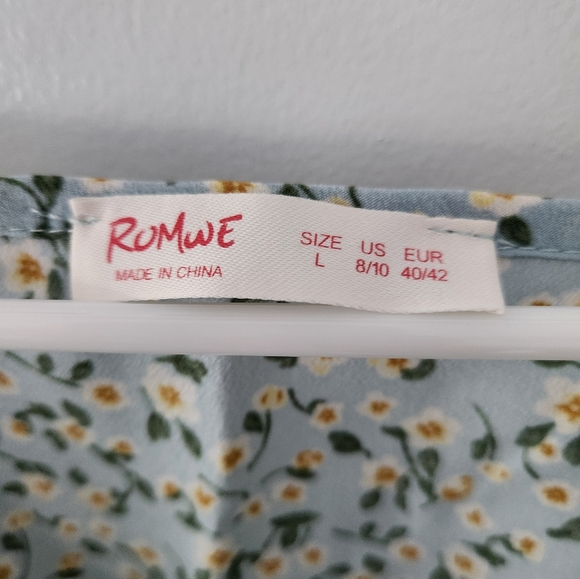 ROMWE
MADE IN CHINA
SIZE US EUR
L 8/10 40/42